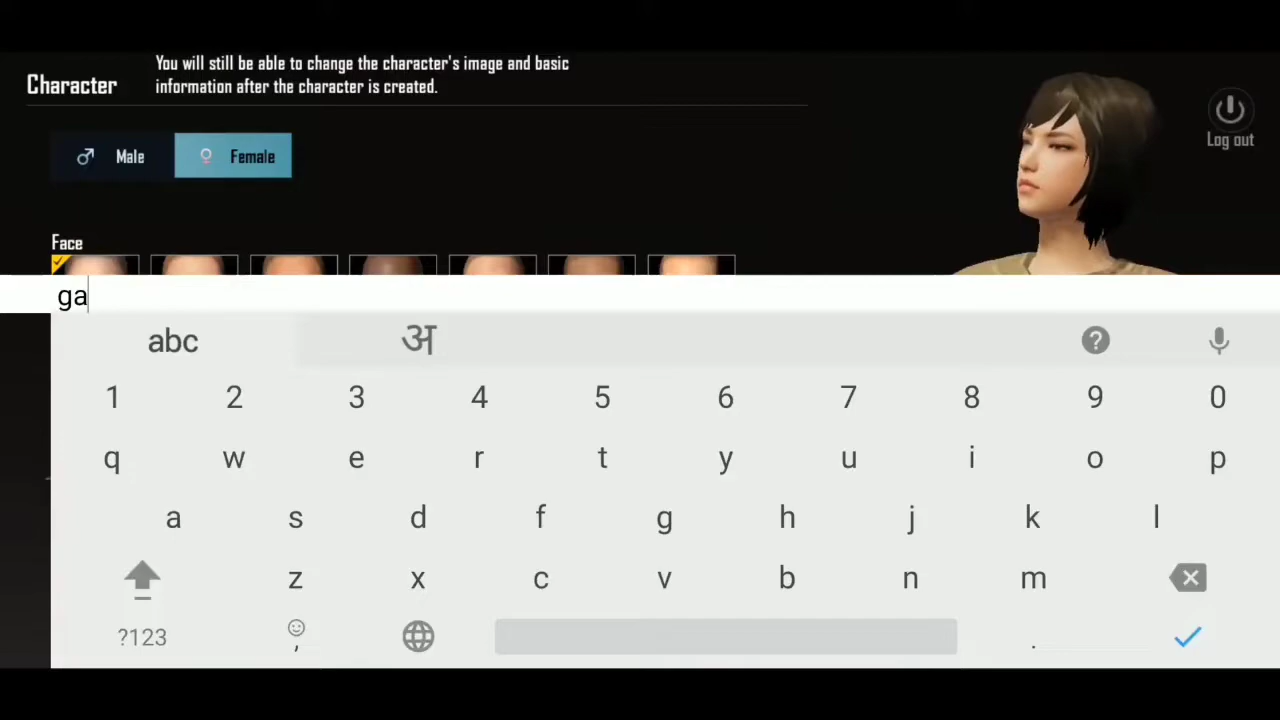 You will still be able to change the character's image and basic
Character
information after the character is created.
Log out
Male
Female
Face
ga
abc
अ
1 2 3 4 5 6 7 8 9 0
q w e r t y u i o p
a s d f g h j k l
z x c v b n m
?123 , .